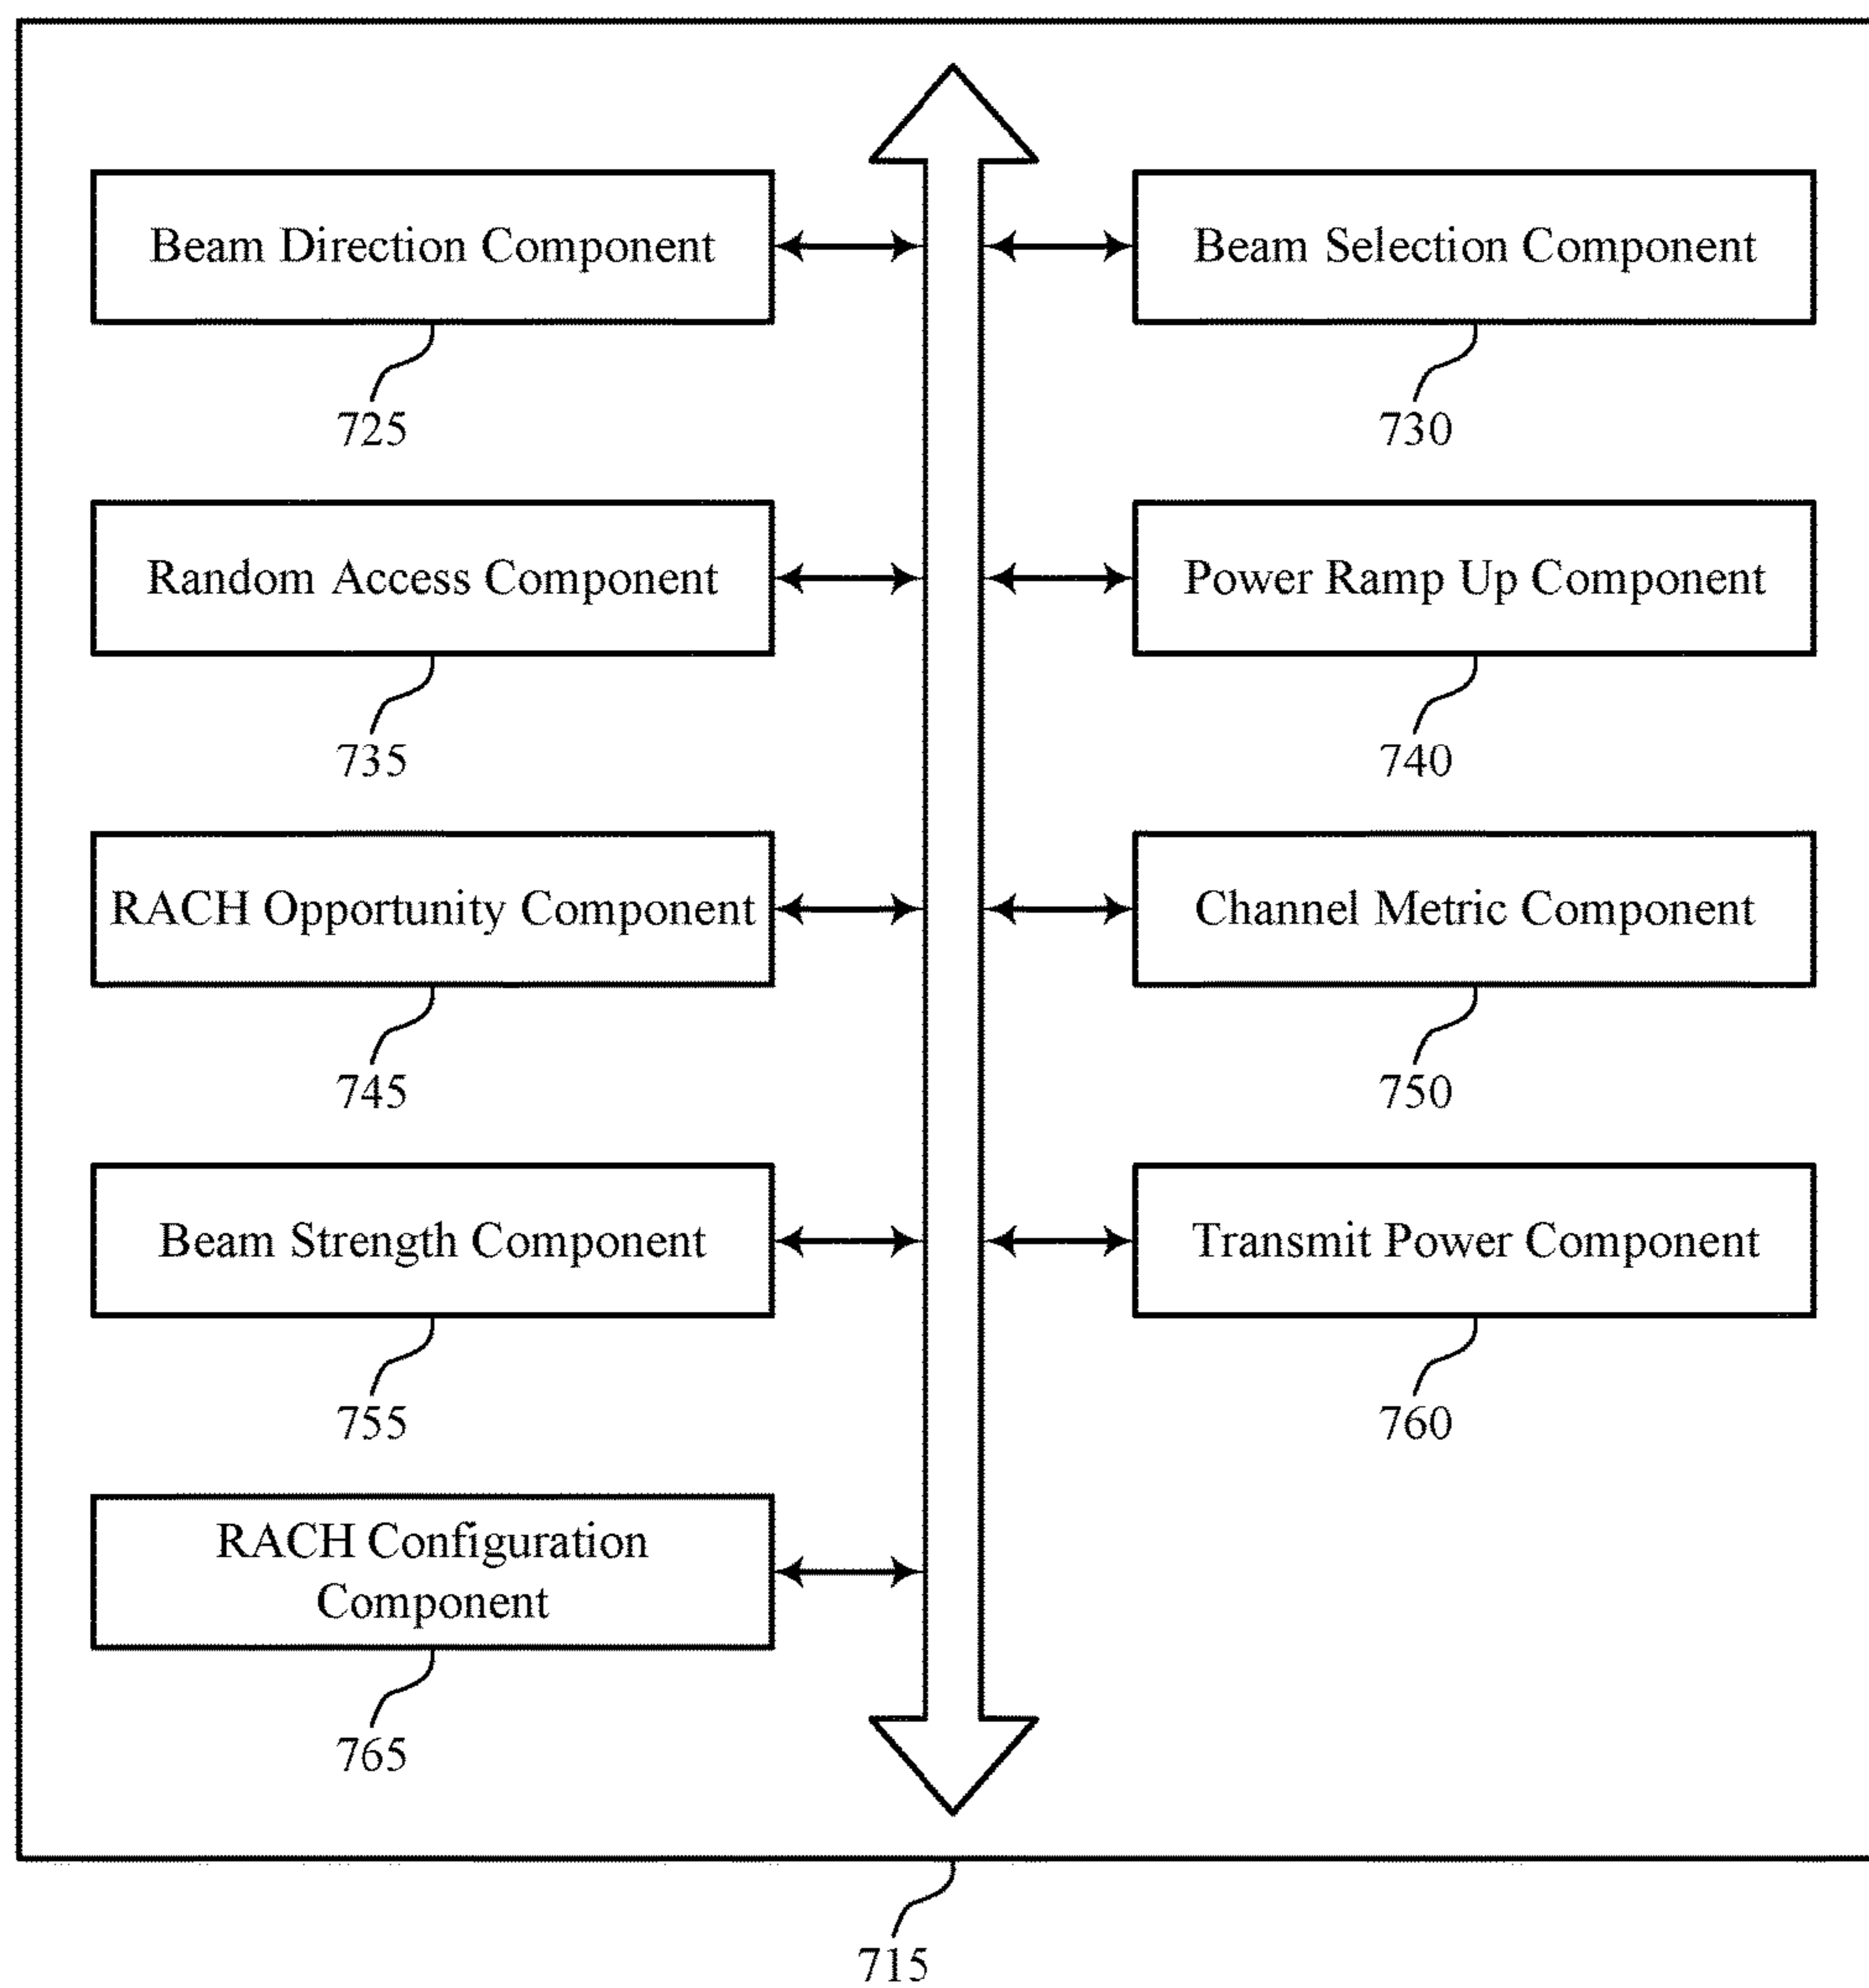 Beam Direction Component
Beam Selection Component
725
730
Random Access Component
Power Ramp Up Component
735
740
RACH Opportunity Component
Channel Metric Component
745
750
Beam Strength Component
Transmit Power Component
755
760
RACH Configuration
Component
765
715